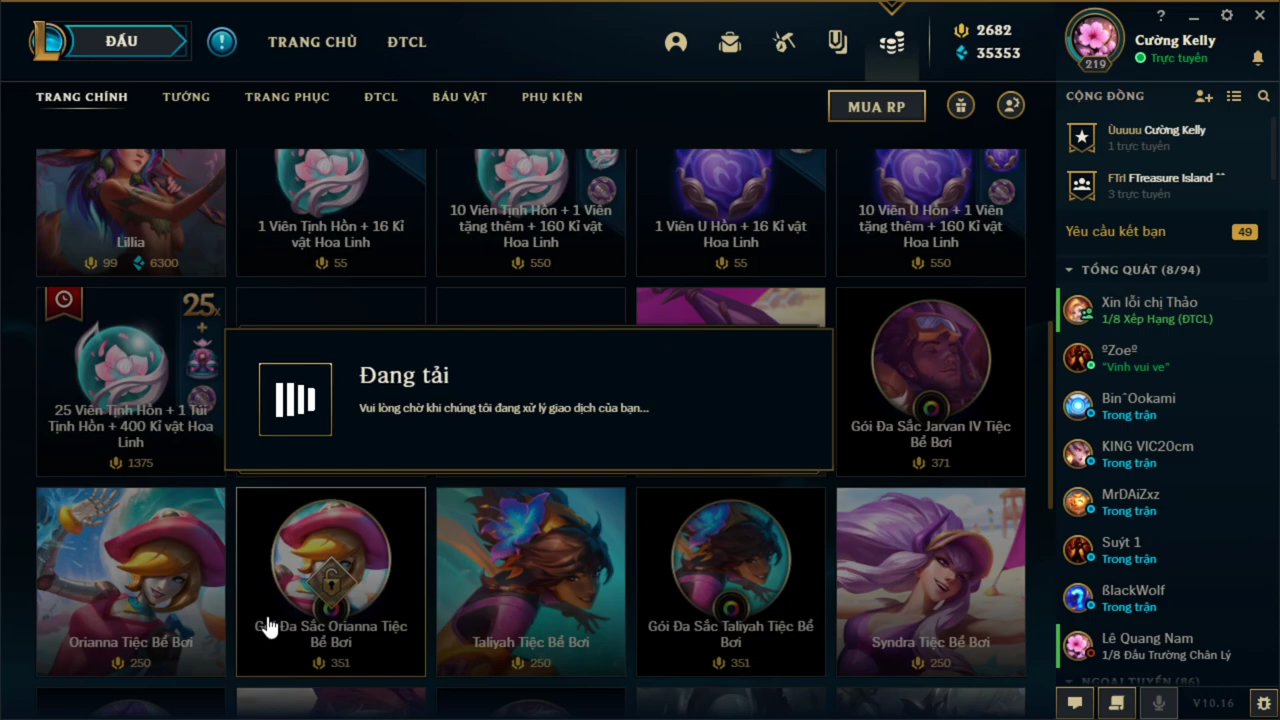 ĐẤU
TRANG CHỦ
ĐTCL
2682
35353
?
Cường Kelly
219
Trực tuyến
TRANG CHÍNH
TƯỚNG
TRANG PHỤC
ĐTCL
BÁU VẬT
PHỤ KIỆN
MUA RP
CỘNG ĐỒNG
Lillia
99
6300
1 Viên Tịnh Hồn + 16 Kỉ
vật Hoa Linh
55
10 Viên Tịnh Hồn + 1 Viên
tặng thêm + 160 Kỉ vật
Hoa Linh
550
1 Viên U Hồn + 16 Kỉ vật
Hoa Linh
55
10 Viên U Hồn + 1 Viên
tặng thêm + 160 Kỉ vật
Hoa Linh
550
25x
+
25 Viên Tịnh Hồn + 1 Túi
Tịnh Hồn + 400 Kỉ vật Hoa
Linh
1375
Đang tải
Vui lòng chờ khi chúng tôi đang xử lý giao dịch của bạn...
Gói Đa Sắc Jarvan IV Tiệc
Bể Bơi
371
Orianna Tiệc Bể Bơi
250
Gói Đa Sắc Orianna Tiệc
Bể Bơi
351
Taliyah Tiệc Bể Bơi
250
Gói Đa Sắc Taliyah Tiệc Bể
Bơi
351
Syndra Tiệc Bể Bơi
250
Ùuuuu Cường Kelly
1 trực tuyến
FTrI FTreasure Island ^^
3 trực tuyến
Yêu cầu kết bạn
49
TỔNG QUÁT (8/94)
Xin lỗi chị Thảo
1/8 Xếp Hạng (ĐTCL)
ºZoeº
"Vinh vui ve"
BinˆOokami
Trong trận
KING VIC20cm
Trong trận
MrDAiZxz
Trong trận
Suýt 1
Trong trận
ßlackWolf
Trong trận
Lê Quang Nam
1/8 Đấu Trường Chân Lý
NGOẠI TUYẾN (86)
V10.16